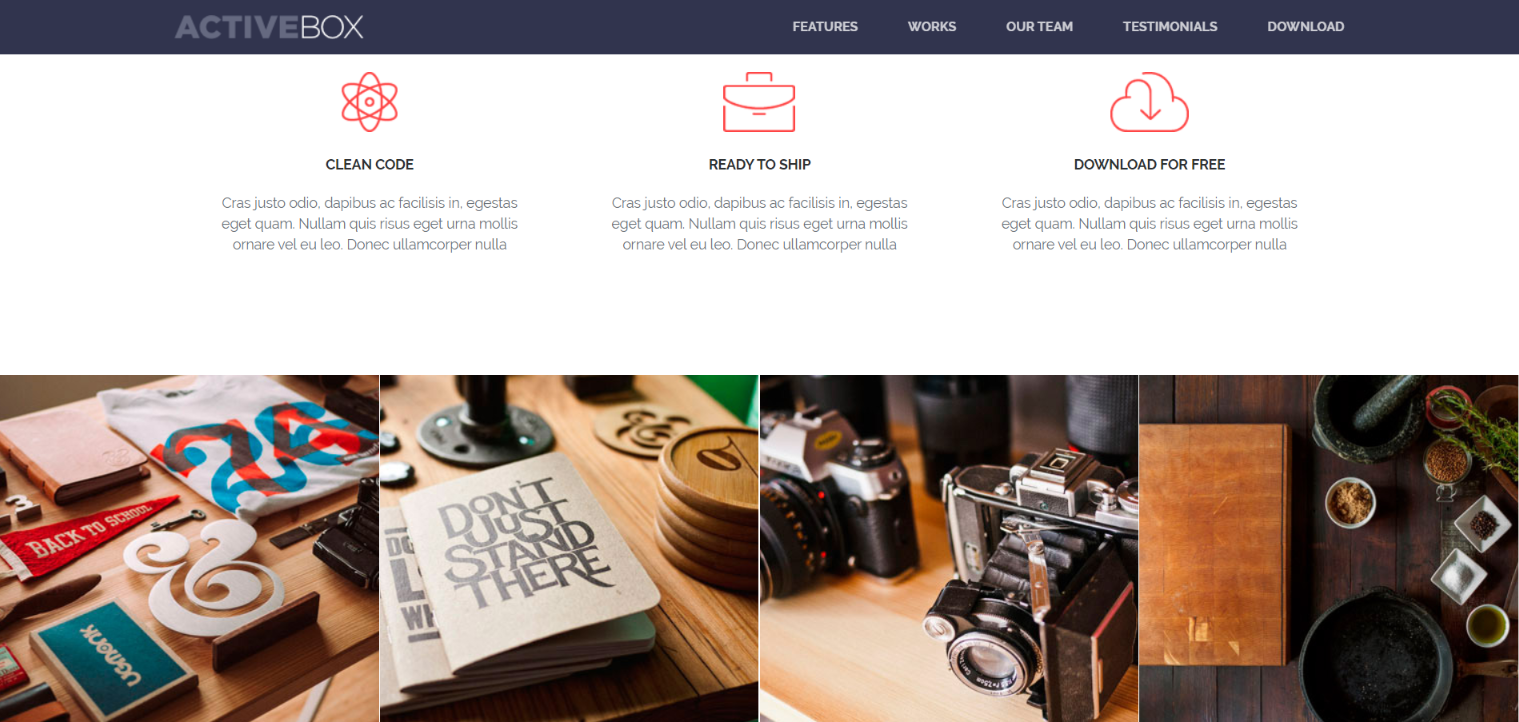 ACTIVEBOX
FEATURES WORKS OUR TEAM TESTIMONIALS DOWNLOAD
CLEAN CODE
Cras justo odio, dapibus ac facilisis in, egestas
eget quam. Nullam quis risus eget urna mollis
ornare vel eu leo. Donec ullamcorper nulla
READY TO SHIP
Cras justo odio, dapibus ac facilisis in, egestas
eget quam. Nullam quis risus eget urna mollis
ornare vel eu leo. Donec ullamcorper nulla
DOWNLOAD FOR FREE
Cras justo odio, dapibus ac facilisis in, egestas
eget quam. Nullam quis risus eget urna mollis
ornare vel eu leo. Donec ullamcorper nulla
3
BACK TO SCHOOL
&
ugmonk
DON'T
JUST
STAND
THERE